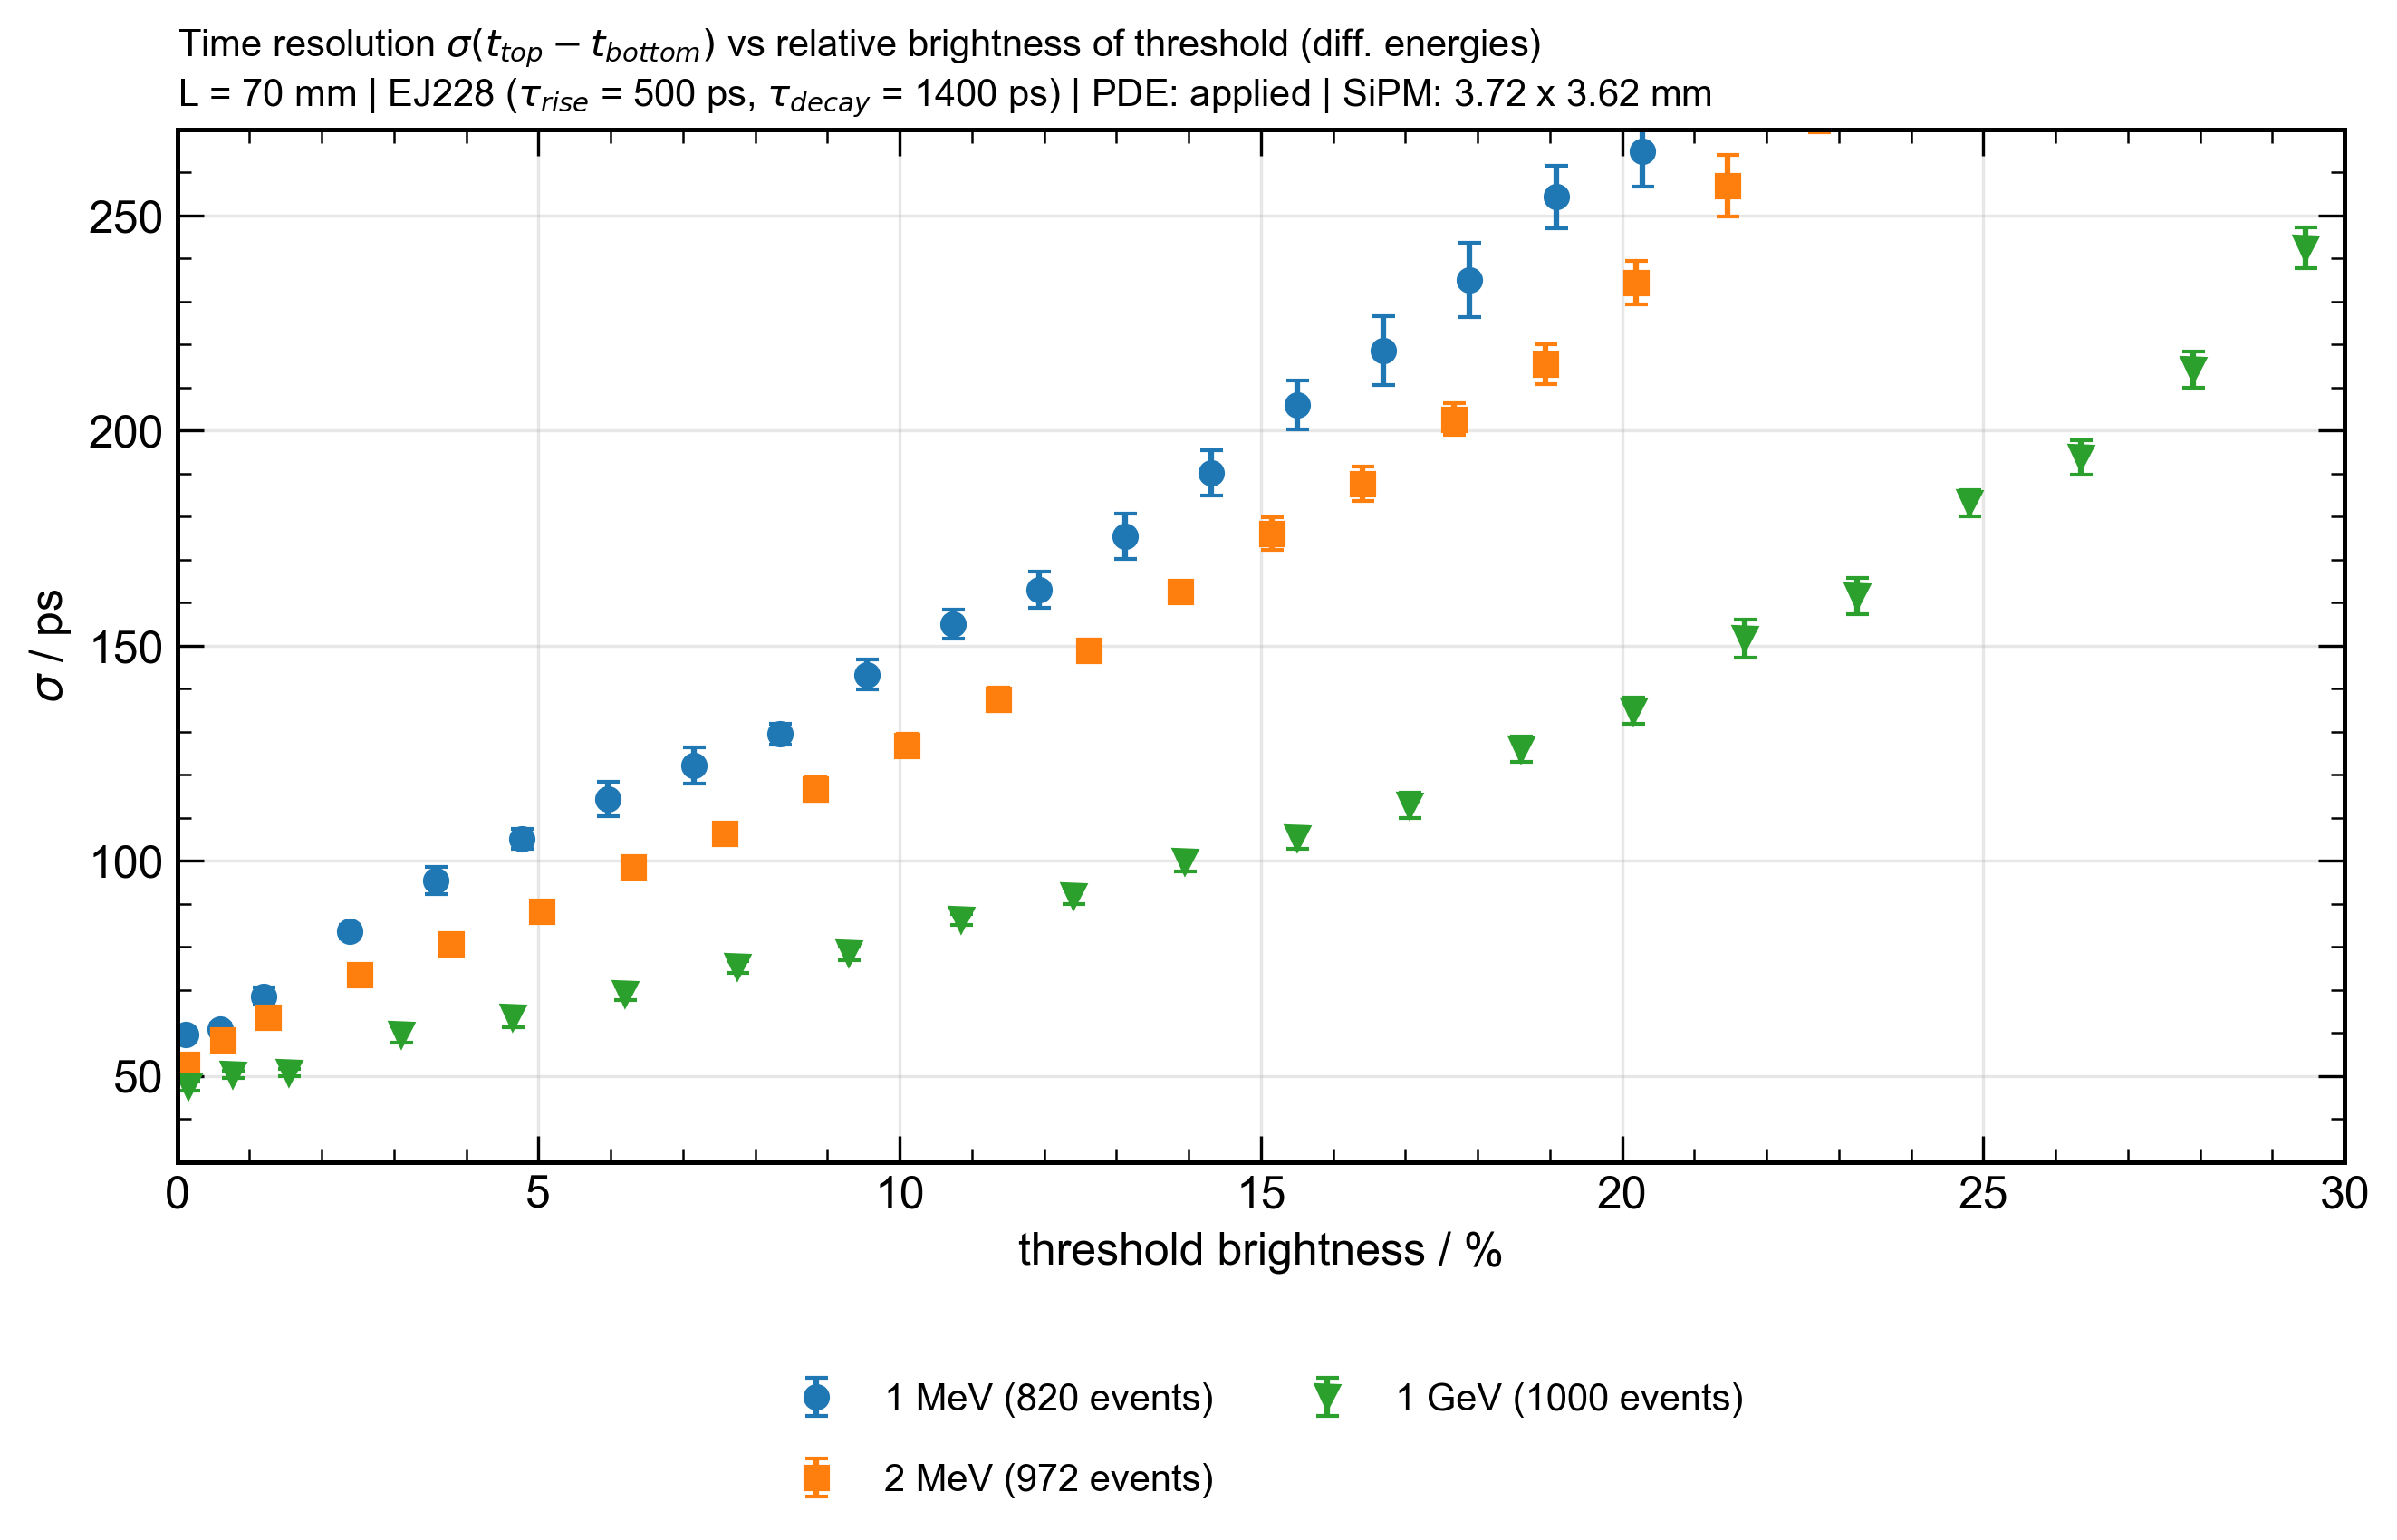 Time resolution σ(t_top − t_bottom) vs relative brightness of threshold (diff. energies)
L = 70 mm | EJ228 (τ_rise = 500 ps, τ_decay = 1400 ps) | PDE: applied | SiPM: 3.72 x 3.62 mm
250
200
150
100
50
σ / ps
0 5 10 15 20 25 30
threshold brightness / %
1 MeV (820 events) 1 GeV (1000 events)
2 MeV (972 events)